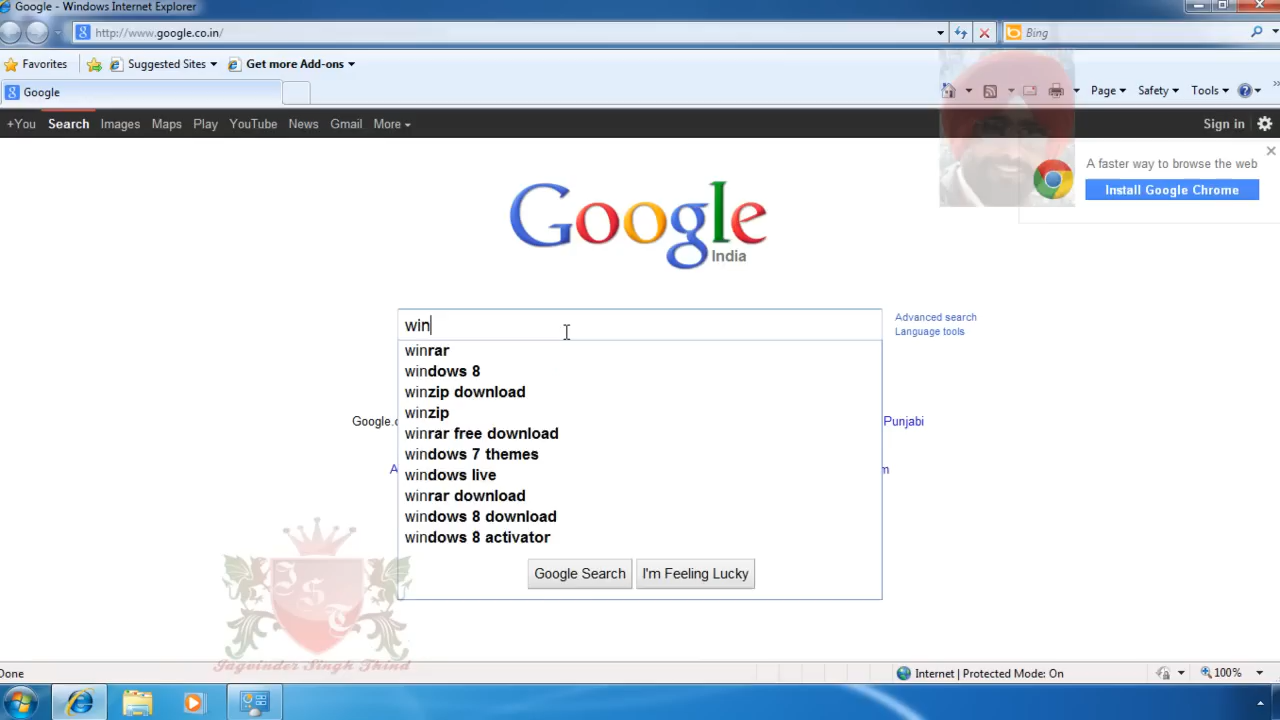 Google - Windows Internet Explorer
http://www.google.co.in/
Bing
Favorites Suggested Sites Get more Add-ons
Google
Page Safety Tools
+You Search Images Maps Play YouTube News Gmail More
Sign in
A faster way to browse the web
Install Google Chrome
Google
India
win
Advanced search
Language tools
winrar
windows 8
winzip download
winzip
winrar free download
windows 7 themes
windows live
winrar download
windows 8 download
windows 8 activator
Punjabi
Google Search I'm Feeling Lucky
JST
Jagvinder Singh Thind
Done
Internet | Protected Mode: On
100%